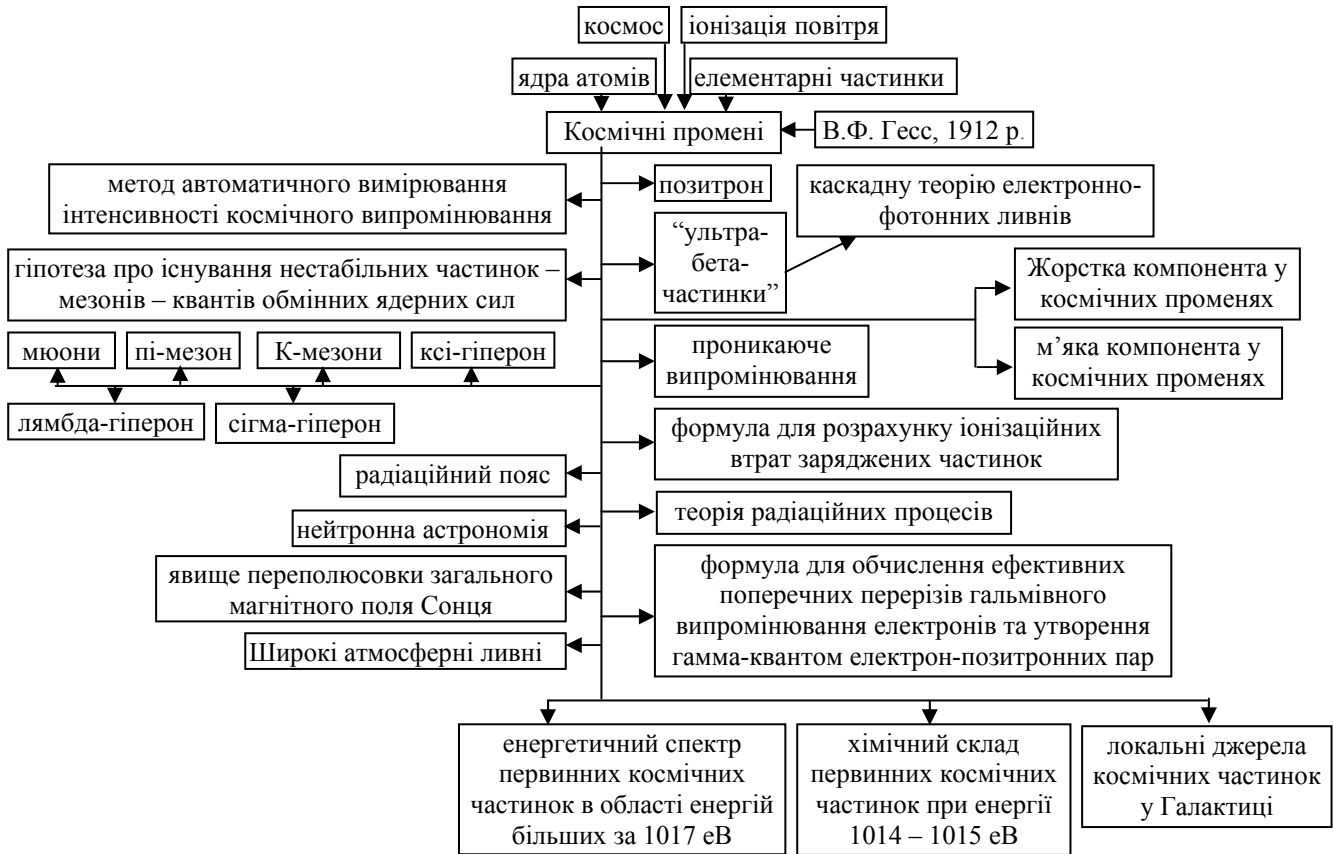 космос
іонізація повітря
ядра атомів
елементарні частинки
Космічні промені
В.Ф. Гесс, 1912 р.
метод автоматичного вимірювання
інтенсивності космічного випромінювання
позитрон
каскадну теорію електронно-
фотонних ливнів
“ультра-
бета-
частинки”
гіпотеза про існування нестабільних частинок –
мезонів – квантів обмінних ядерних сил
Жорстка компонента у
космічних променях
мюони
пі-мезон
К-мезони
ксі-гіперон
проникаюче
випромінювання
м’яка компонента у
космічних променях
лямбда-гіперон
сігма-гіперон
формула для розрахунку іонізаційних
втрат заряджених частинок
радіаційний пояс
теорія радіаційних процесів
нейтронна астрономія
явище переполюсовки загального
магнітного поля Сонця
формула для обчислення ефективних
поперечних перерізів гальмівного
випромінювання електронів та утворення
гамма-квантом електрон-позитронних пар
Широкі атмосферні ливні
енергетичний спектр
первинних космічних
частинок в області енергій
більших за 1017 еВ
хімічний склад
первинних космічних
частинок при енергії
1014 – 1015 еВ
локальні джерела
космічних частинок
у Галактиці